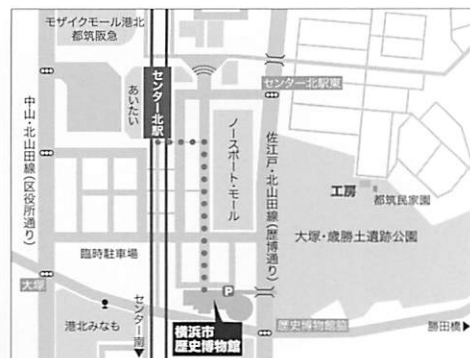 モザイクモール港北
都筑阪急
センター北駅
あいたい
センター北駅東
ノースポート・モール
中山・北山田線(区役所通り)
佐江戸・北山田線(歴博通り)
工房
都筑民家園
大塚・歳勝土遺跡公園
臨時駐車場
大塚
P
港北みなも
センター南
横浜市
歴史博物館
歴史博物館脇
勝田橋